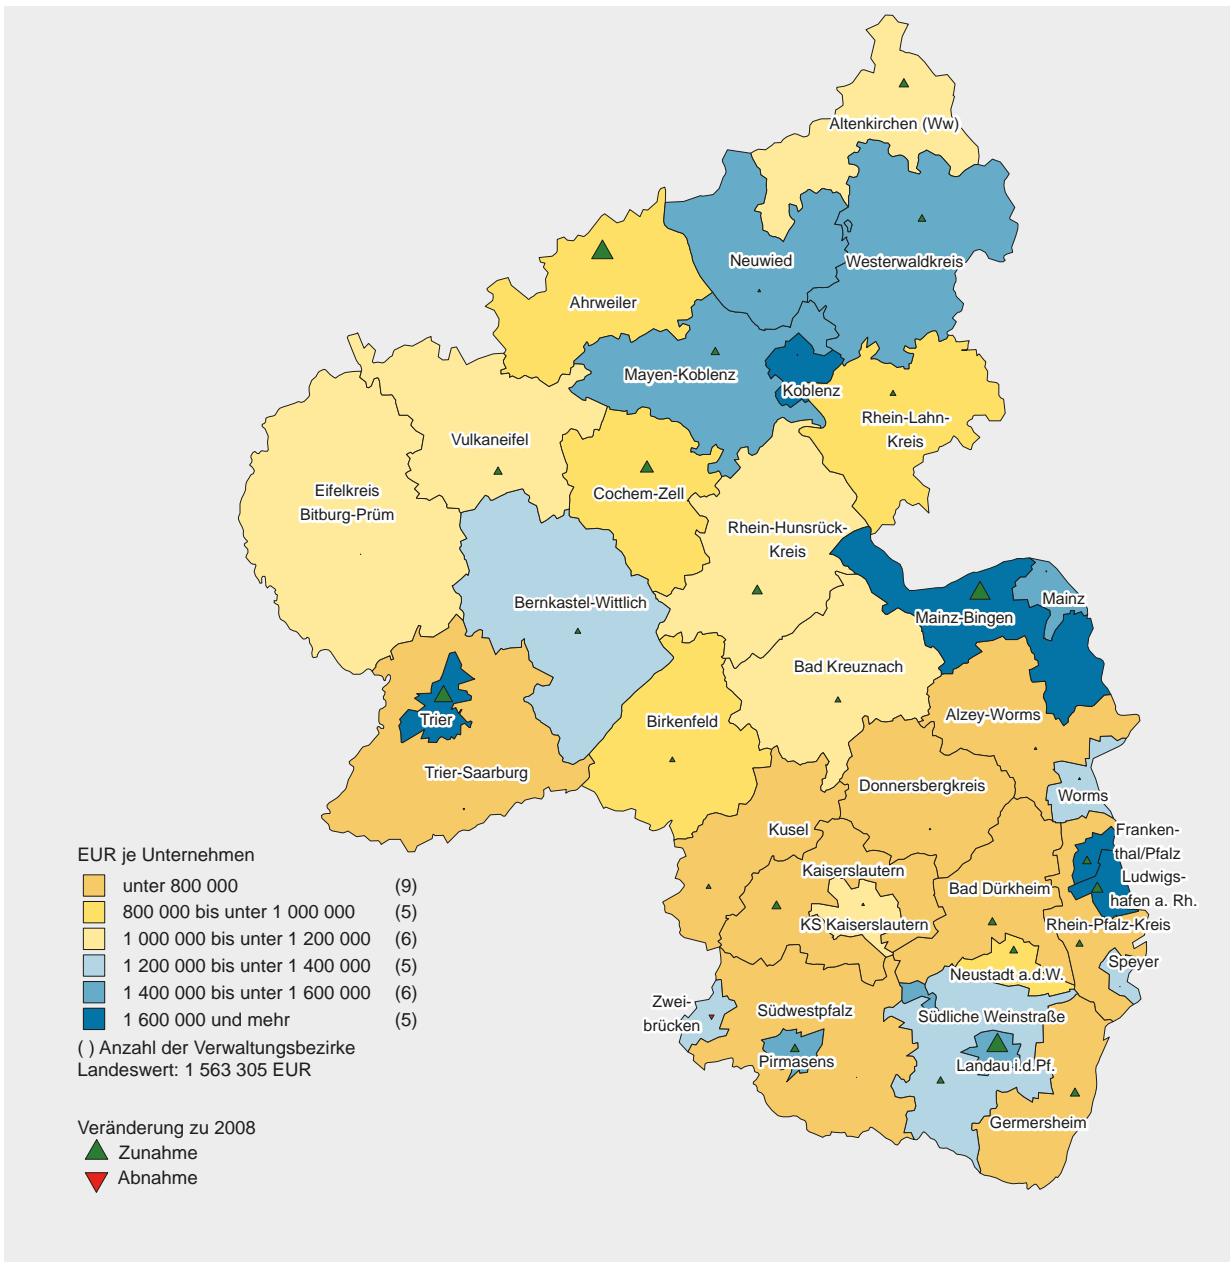 Altenkirchen (Ww)
Neuwied
Westerwaldkreis
Ahrweiler
Mayen-Koblenz
Koblenz
Rhein-Lahn-
Kreis
Vulkaneifel
Cochem-Zell
Eifelkreis
Bitburg-Prüm
Rhein-Hunsrück-
Kreis
Bernkastel-Wittlich
Mainz
Mainz-Bingen
Bad Kreuznach
Trier
Birkenfeld
Alzey-Worms
Trier-Saarburg
Donnersbergkreis
Worms
Kusel
Franken-
thal/Pfalz
Ludwigs-
hafen a. Rh.
Kaiserslautern
Bad Dürkheim
KS Kaiserslautern
Rhein-Pfalz-Kreis
Speyer
Neustadt a.d.W.
Zwei-
brücken
Südwestpfalz
Südliche Weinstraße
Pirmasens
Landau i.d.Pf.
Germersheim
EUR je Unternehmen
unter 800 000 (9)
800 000 bis unter 1 000 000 (5)
1 000 000 bis unter 1 200 000 (6)
1 200 000 bis unter 1 400 000 (5)
1 400 000 bis unter 1 600 000 (6)
1 600 000 und mehr (5)
( ) Anzahl der Verwaltungsbezirke
Landeswert: 1 563 305 EUR
Veränderung zu 2008
Zunahme
Abnahme